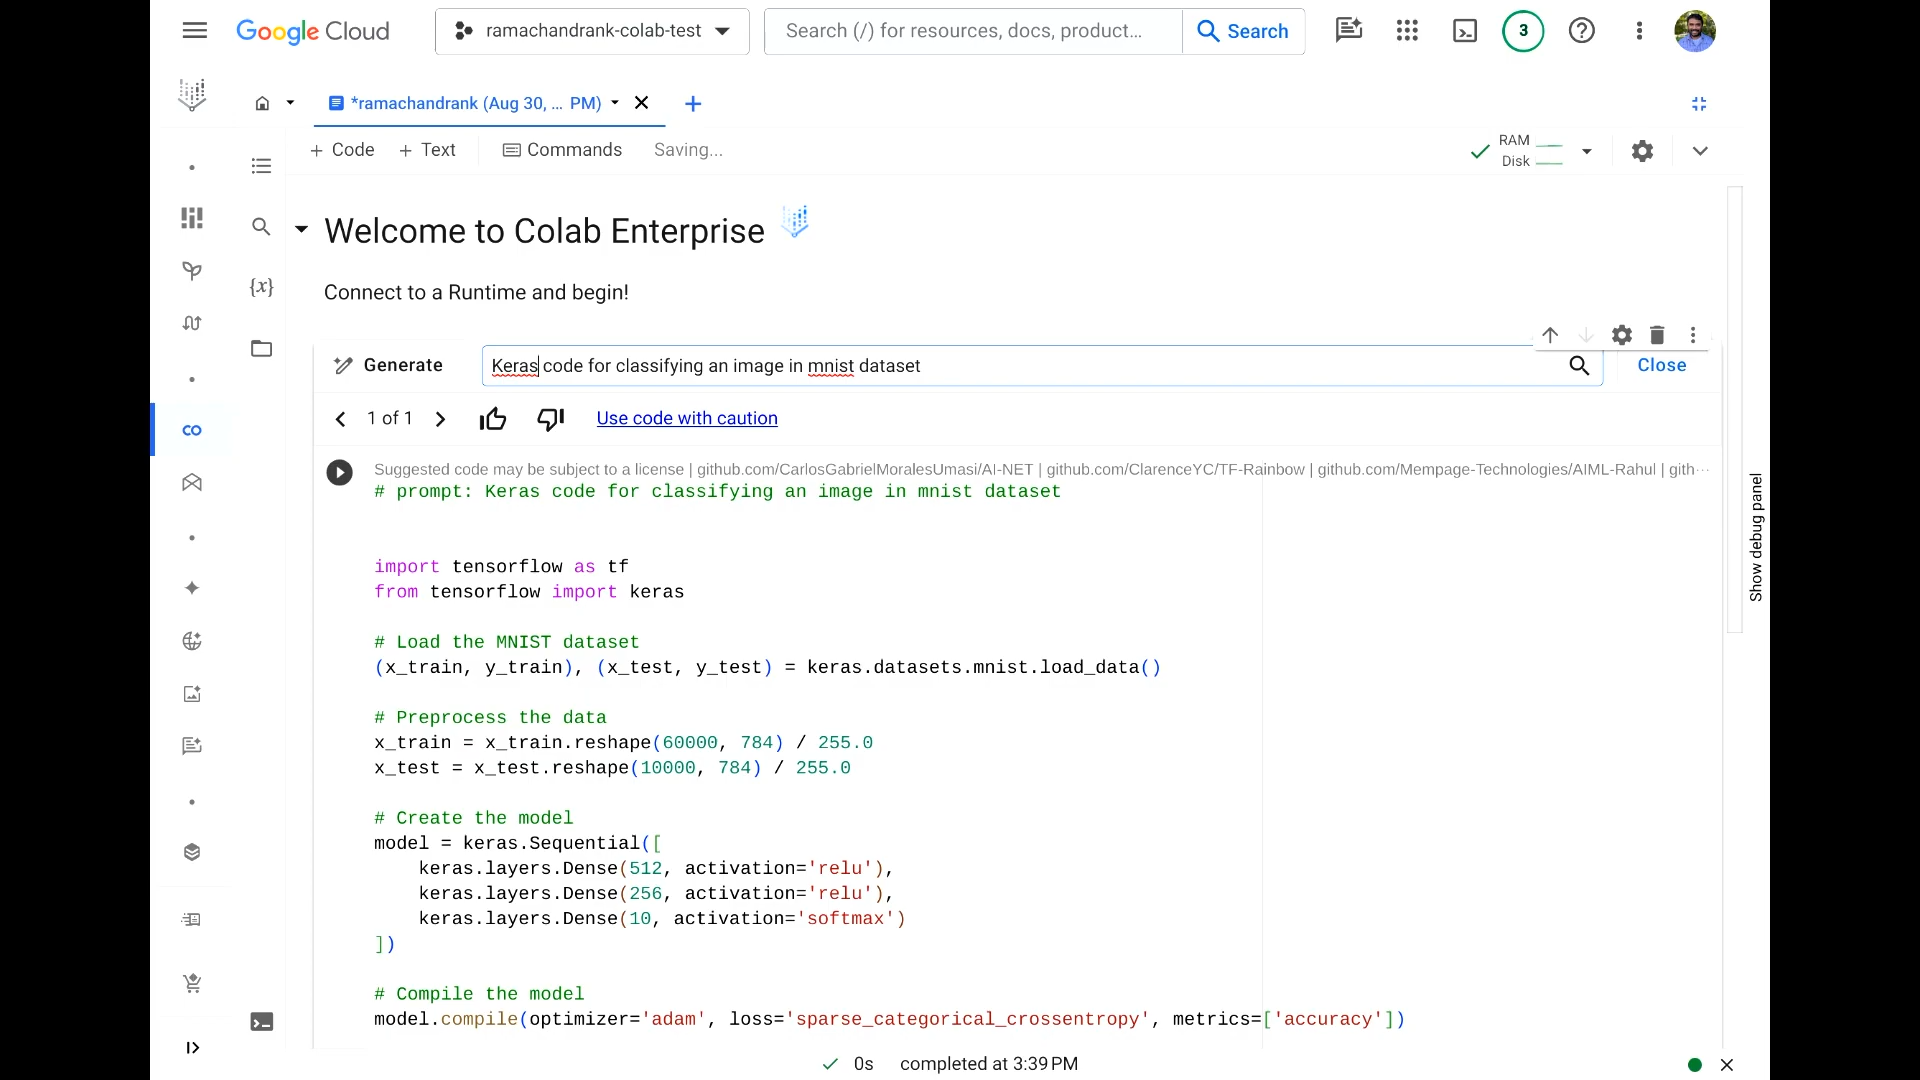 Google Cloud
ramachandrank-colab-test
Search (/) for resources, docs, product...
Search
3
*ramachandrank (Aug 30, ... PM)
+ Code
+ Text
Commands
Saving...
RAM
Disk
Welcome to Colab Enterprise
{x}
Connect to a Runtime and begin!
Generate
Keras code for classifying an image in mnist dataset
Close
1 of 1
Use code with caution
CO
Suggested code may be subject to a license | github.com/CarlosGabrielMoralesUmasi/AI-NET | github.com/ClarenceYC/TF-Rainbow | github.com/Mempage-Technologies/AIML-Rahul | gith...
# prompt: Keras code for classifying an image in mnist dataset
import tensorflow as tf
from tensorflow import keras
# Load the MNIST dataset
(x_train, y_train), (x_test, y_test) = keras.datasets.mnist.load_data()
# Preprocess the data
x_train = x_train.reshape(60000, 784) / 255.0
x_test = x_test.reshape(10000, 784) / 255.0
# Create the model
model = keras.Sequential([
    keras.layers.Dense(512, activation='relu'),
    keras.layers.Dense(256, activation='relu'),
    keras.layers.Dense(10, activation='softmax')
])
# Compile the model
model.compile(optimizer='adam', loss='sparse_categorical_crossentropy', metrics=['accuracy'])
Show debug panel
0s completed at 3:39 PM